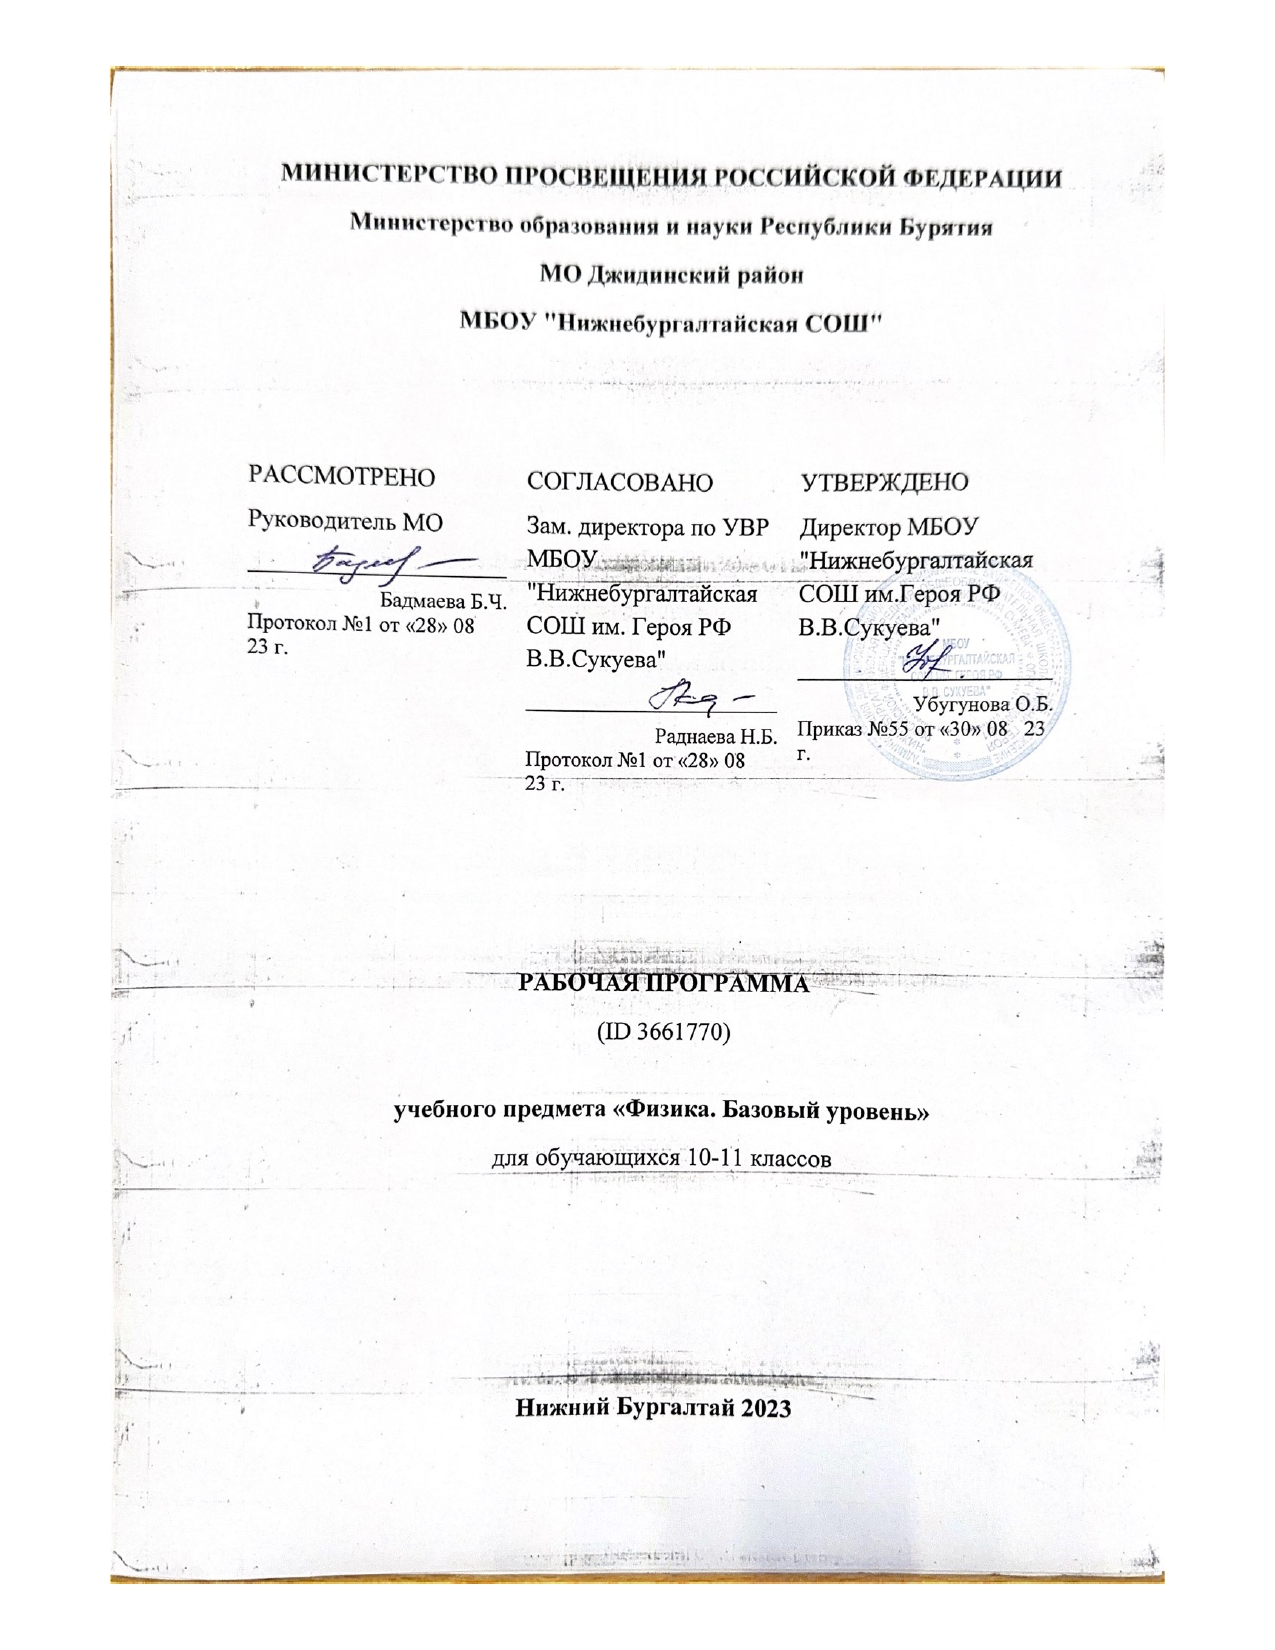 МИНИСТЕРСТВО ПРОСВЕЩЕНИЯ РОССИЙСКОЙ ФЕДЕРАЦИИ
Министерство образования и науки Республики Бурятия
МО Джидинский район
МБОУ "Нижнебургалтайская СОШ"
РАССМОТРЕНО
Руководитель МО
Бадмаева Б.Ч.
Протокол №1 от «28» 08
23 г.
СОГЛАСОВАНО
Зам. директора по УВР
МБОУ
"Нижнебургалтайская
СОШ им. Героя РФ
В.В.Сукуева"
Раднаева Н.Б.
Протокол №1 от «28» 08
23 г.
УТВЕРЖДЕНО
Директор МБОУ
"Нижнебургалтайская
СОШ им.Героя РФ
В.В.Сукуева"
Убугунова О.Б.
Приказ №55 от «30» 08 23
г.
РАБОЧАЯ ПРОГРАММА
(ID 3661770)
учебного предмета «Физика. Базовый уровень»
для обучающихся 10-11 классов
Нижний Бургалтай 2023